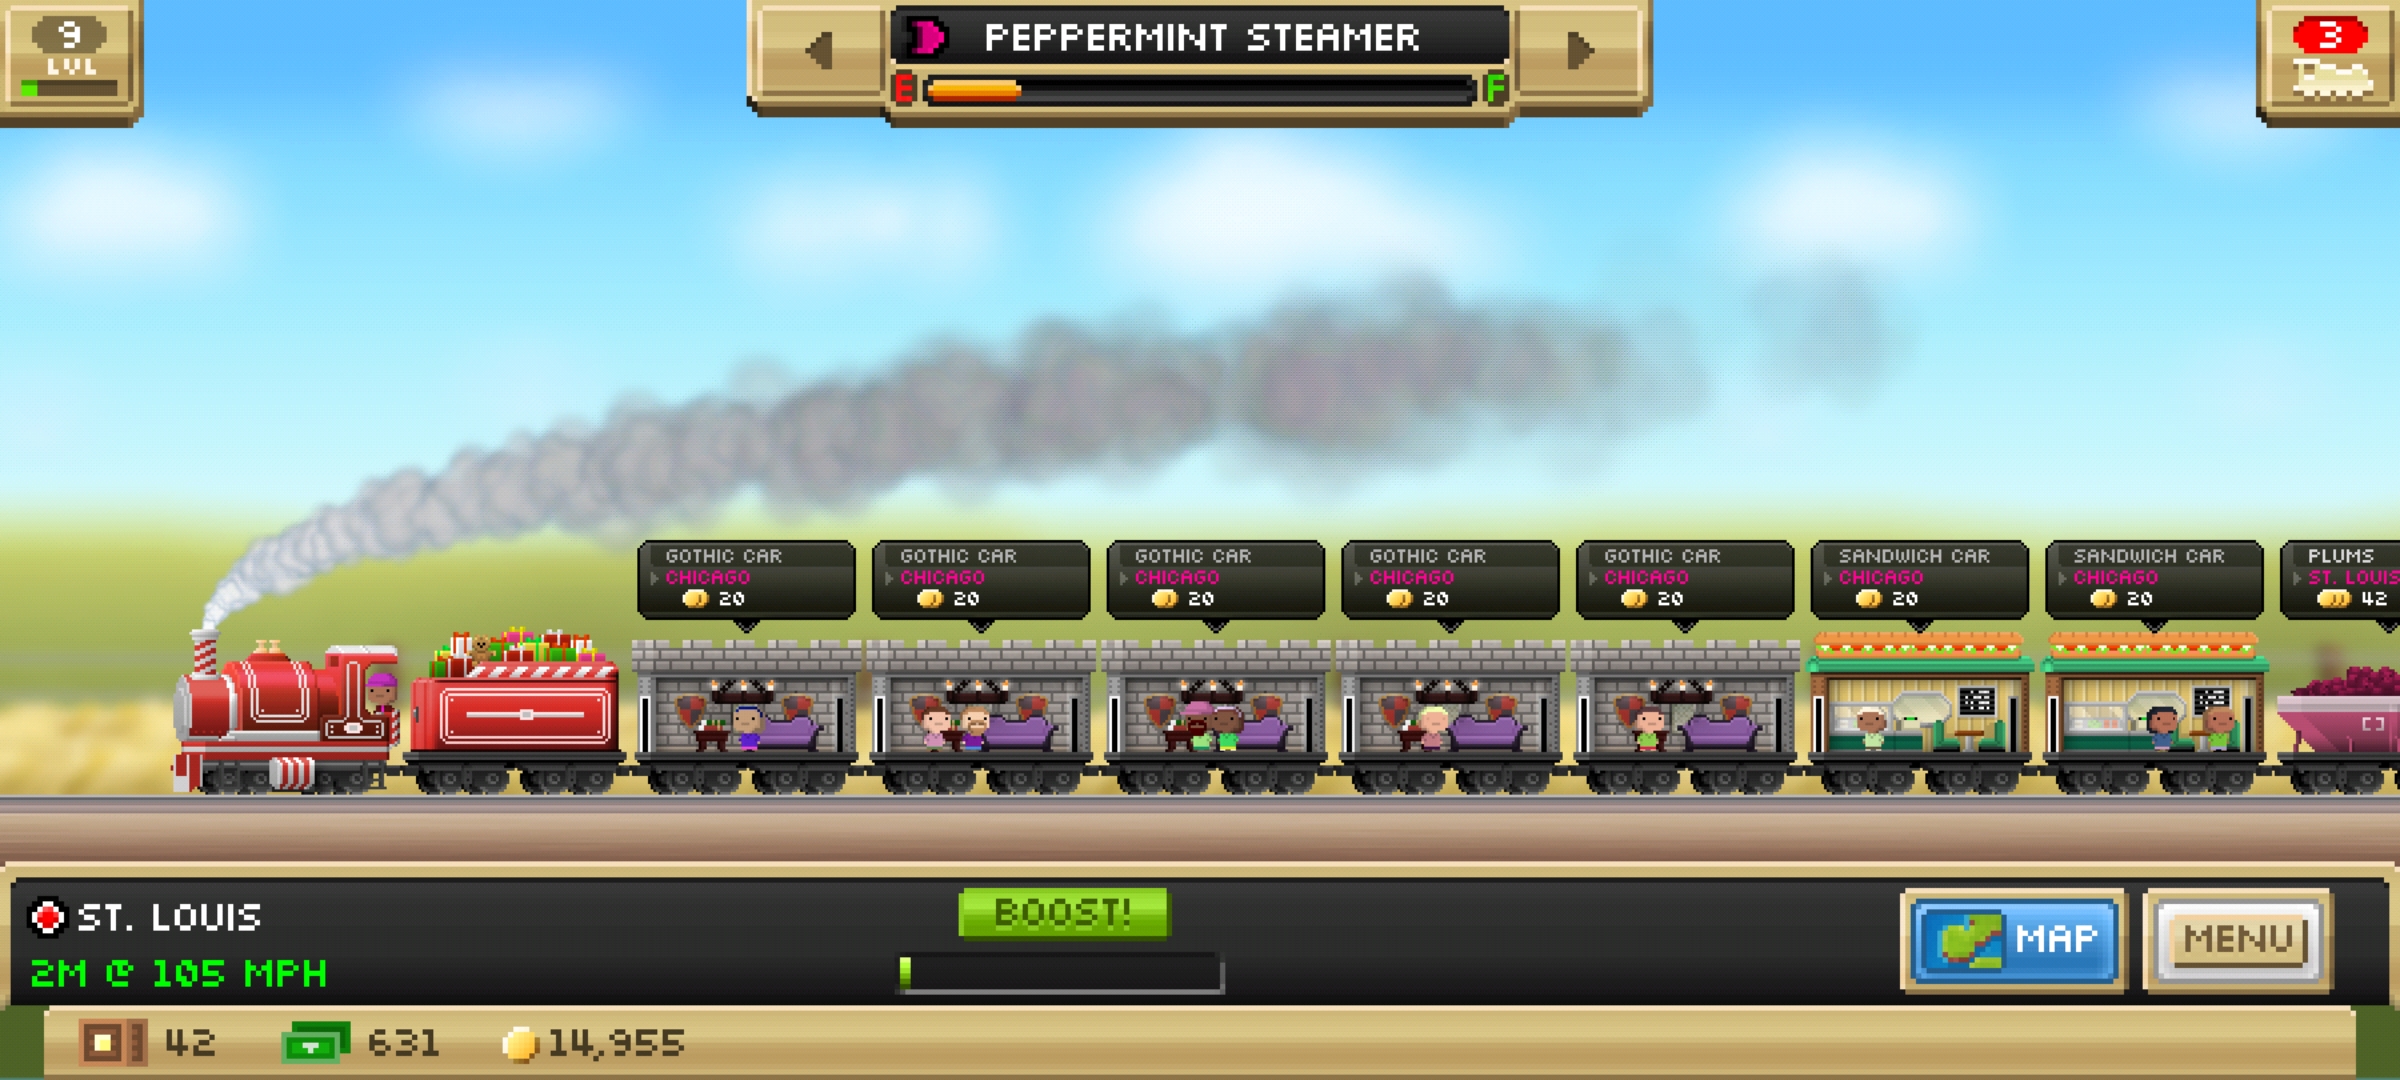 9
LVL
PEPPERMINT STEAMER
E F
3
GOTHIC CAR
CHICAGO
20
GOTHIC CAR
CHICAGO
20
GOTHIC CAR
CHICAGO
20
GOTHIC CAR
CHICAGO
20
GOTHIC CAR
CHICAGO
20
SANDWICH CAR
CHICAGO
20
SANDWICH CAR
CHICAGO
20
PLUMS
ST. LOUIS
42
ST. LOUIS
2M @ 105 MPH
BOOST!
MAP
MENU
42 631 14,955